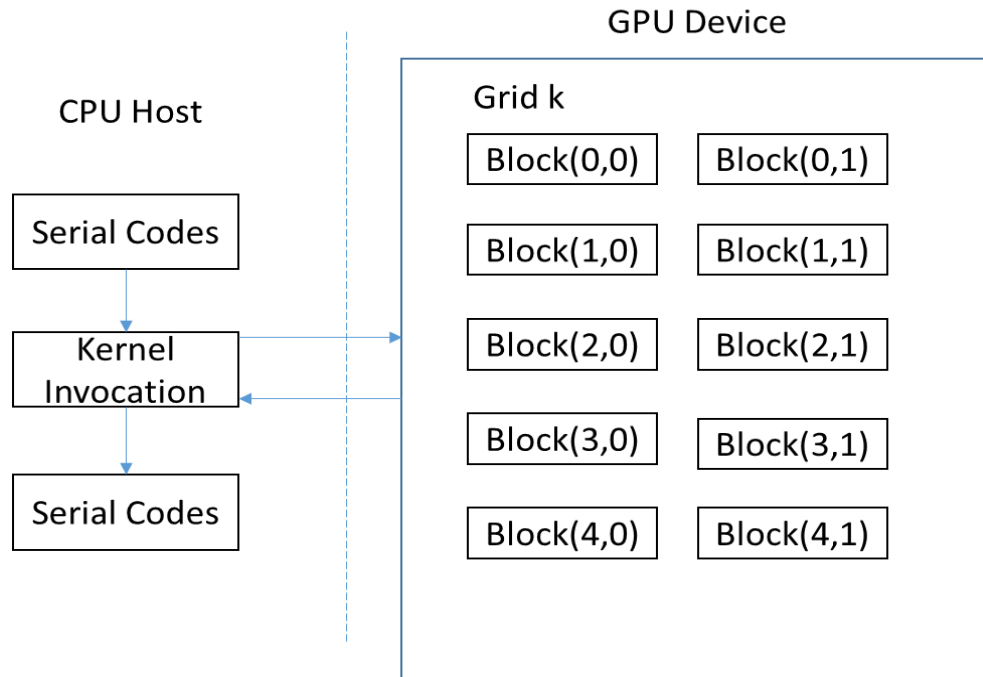 GPU Device
CPU Host
Serial Codes
Kernel
Invocation
Serial Codes
Grid k
Block(0,0)
Block(0,1)
Block(1,0)
Block(1,1)
Block(2,0)
Block(2,1)
Block(3,0)
Block(3,1)
Block(4,0)
Block(4,1)